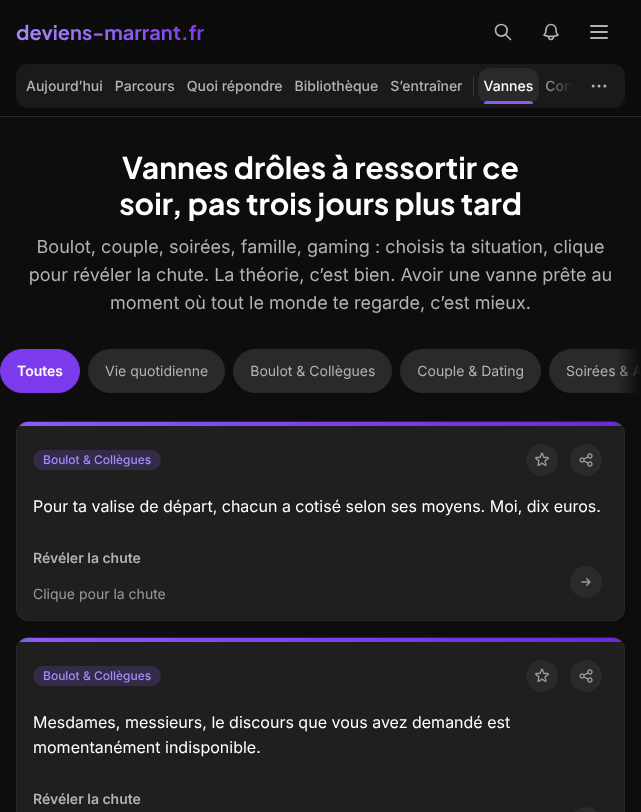 deviens-marrant.fr
Aujourd’hui Parcours Quoi répondre Bibliothèque S’entraîner Vannes
Vannes drôles à ressortir ce
soir, pas trois jours plus tard
Boulot, couple, soirées, famille, gaming : choisis ta situation, clique
pour révéler la chute. La théorie, c’est bien. Avoir une vanne prête au
moment où tout le monde te regarde, c’est mieux.
Toutes Vie quotidienne Boulot & Collègues Couple & Dating Soirées &
Boulot & Collègues
Pour ta valise de départ, chacun a cotisé selon ses moyens. Moi, dix euros.
Révéler la chute
Clique pour la chute
Boulot & Collègues
Mesdames, messieurs, le discours que vous avez demandé est
momentanément indisponible.
Révéler la chute